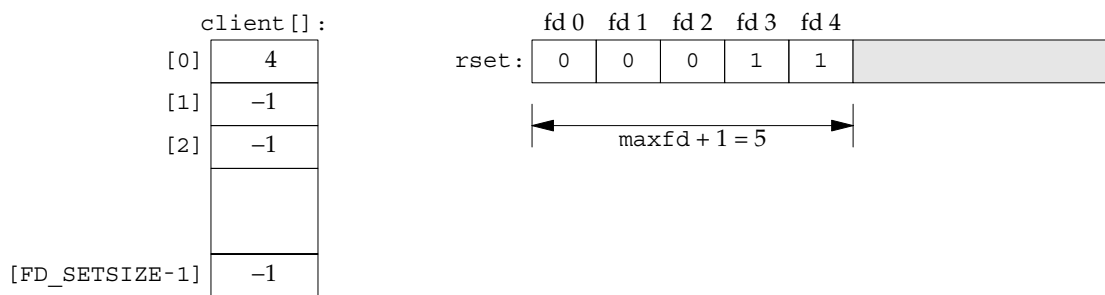 client[]:
[0] 4
[1] –1
[2] –1
[FD_SETSIZE-1] –1
fd 0 fd 1 fd 2 fd 3 fd 4
rset: 0 0 0 1 1
maxfd + 1 = 5